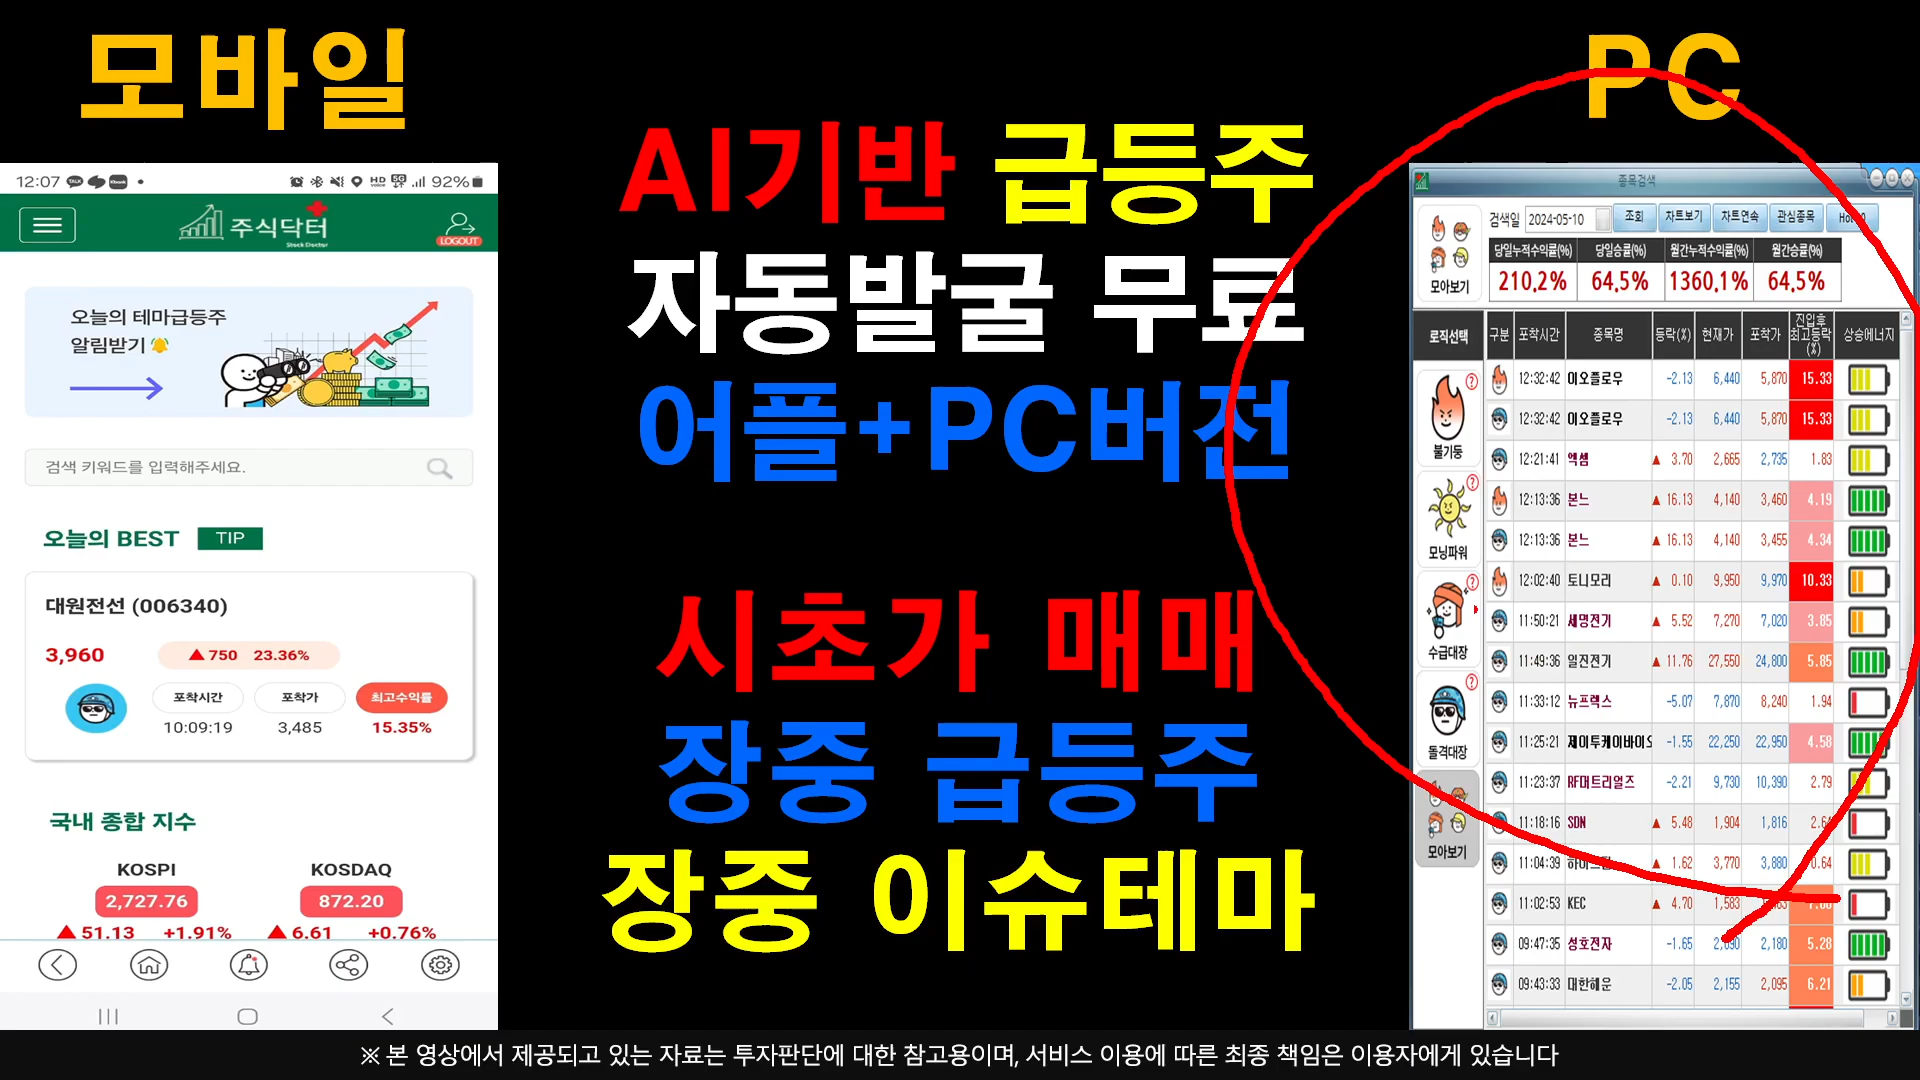 모바일
PC
AI기반 급등주
자동발굴 무료
어플+PC버전
시초가 매매
장중 급등주
장중 이슈테마
12:07
92%
주식닥터
Stock Doctor
LOGOUT
오늘의 테마급등주
알림받기
검색 키워드를 입력해주세요.
오늘의 BEST TIP
대원전선 (006340)
3,960 ▲ 750 23.36%
포착시간 포착가 최고수익률
10:09:19 3,485 15.35%
국내 종합 지수
KOSPI KOSDAQ
2,727.76 872.20
▲ 51.13 +1.91% ▲ 6.61 +0.76%
종목검색
검색일 2024-05-10 조회 차트보기 차트연속 관심종목
당일누적수익률(%) 당일승률(%) 월간누적수익률(%) 월간승률(%)
210,2% 64,5% 1360,1% 64,5%
모아보기
로직선택
불기둥
모닝파워
수급대장
돌격대장
모아보기
구분 포착시간 종목명 등락(%) 현재가 포착가 진입후 최고등락 (%) 상승에너지
12:32:42 이오플로우 -2.13 6,440 5,870 15.33
12:32:42 이오플로우 -2.13 6,440 5,870 15.33
12:21:41 엑셈 ▲ 3.70 2,665 2,735 1.83
12:13:36 본느 ▲ 16.13 4,140 3,460 4.19
12:13:36 본느 ▲ 16.13 4,140 3,455 4.34
12:02:40 토니모리 ▲ 0.10 9,950 9,970 10.33
11:50:21 세명전기 ▲ 5.52 7,270 7,020 3.85
11:49:36 일진전기 ▲ 11.76 27,550 24,800 5.85
11:33:12 뉴프렉스 -5.07 7,870 8,240 1.94
11:25:21 제이투케이바이오 -1.55 22,250 22,950 4.58
11:23:37 RF머트리얼즈 -2.21 9,730 10,390 2.79
11:18:16 SDN ▲ 5.48 1,904 1,816
11:04:39 ▲ 1.62 3,770 3,880 0.64
11:02:53 KEC ▲ 4.70 1,583
09:47:35 성호전자 -1.65 2,180 5.28
09:43:33 대한해운 -2.05 2,155 2,095 6.21
※ 본 영상에서 제공되고 있는 자료는 투자판단에 대한 참고용이며, 서비스 이용에 따른 최종 책임은 이용자에게 있습니다